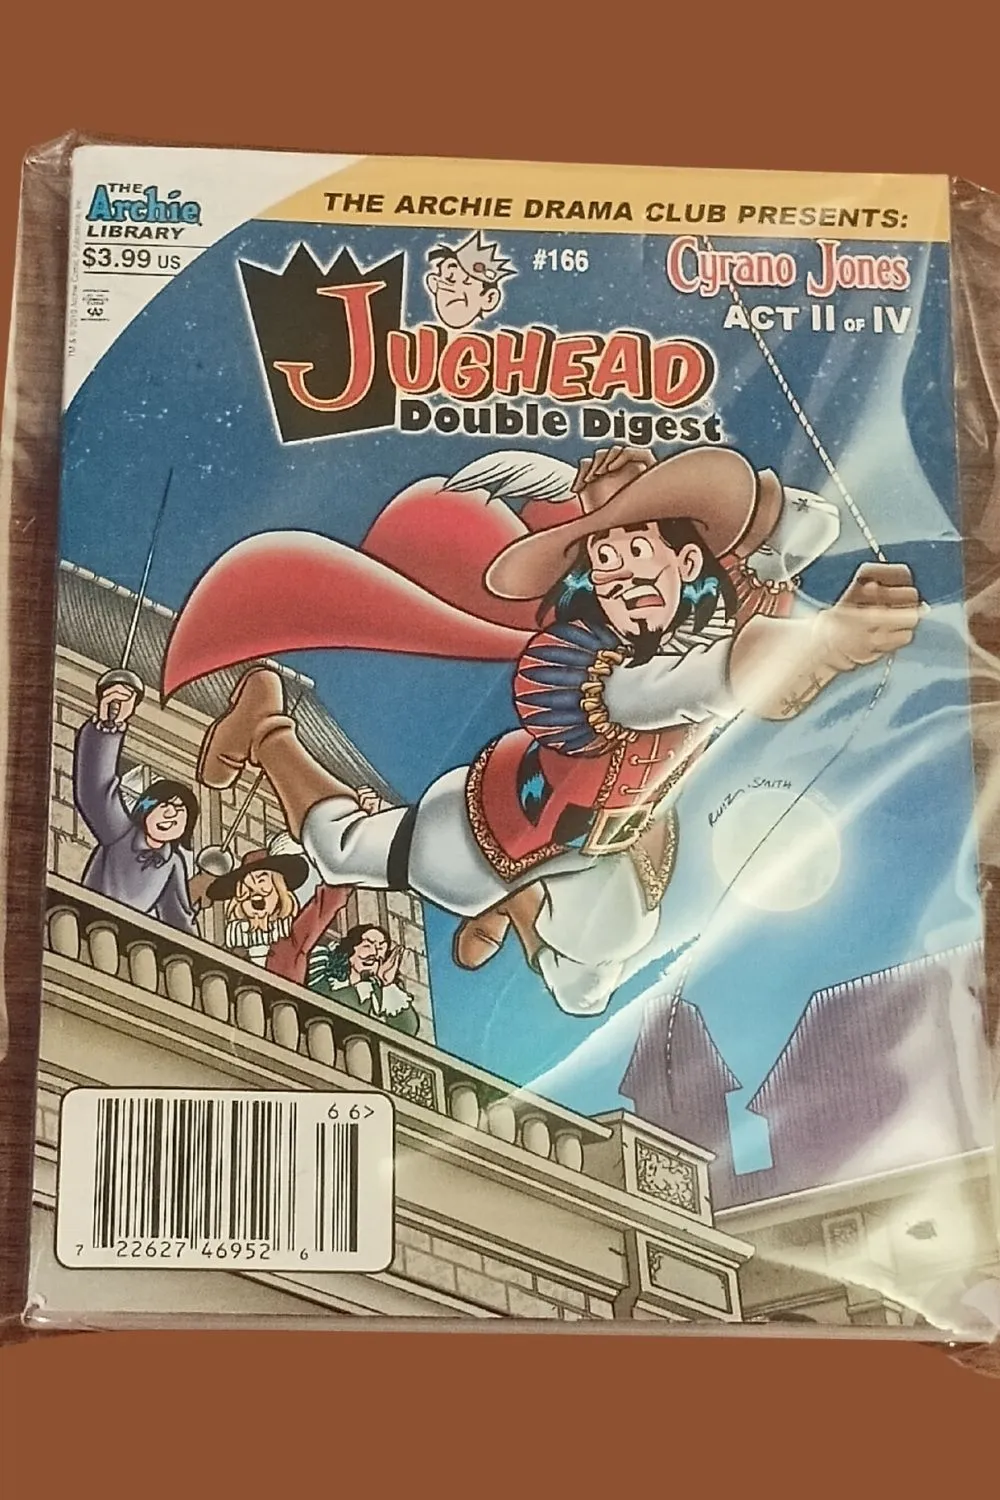 THE
Archie
LIBRARY
$3.99 US
THE ARCHIE DRAMA CLUB PRESENTS:
#166
Cyrano Jones
ACT II OF IV
JUGHEAD
Double Digest
RUIZ SMITH
66>
7 22627 46952 6